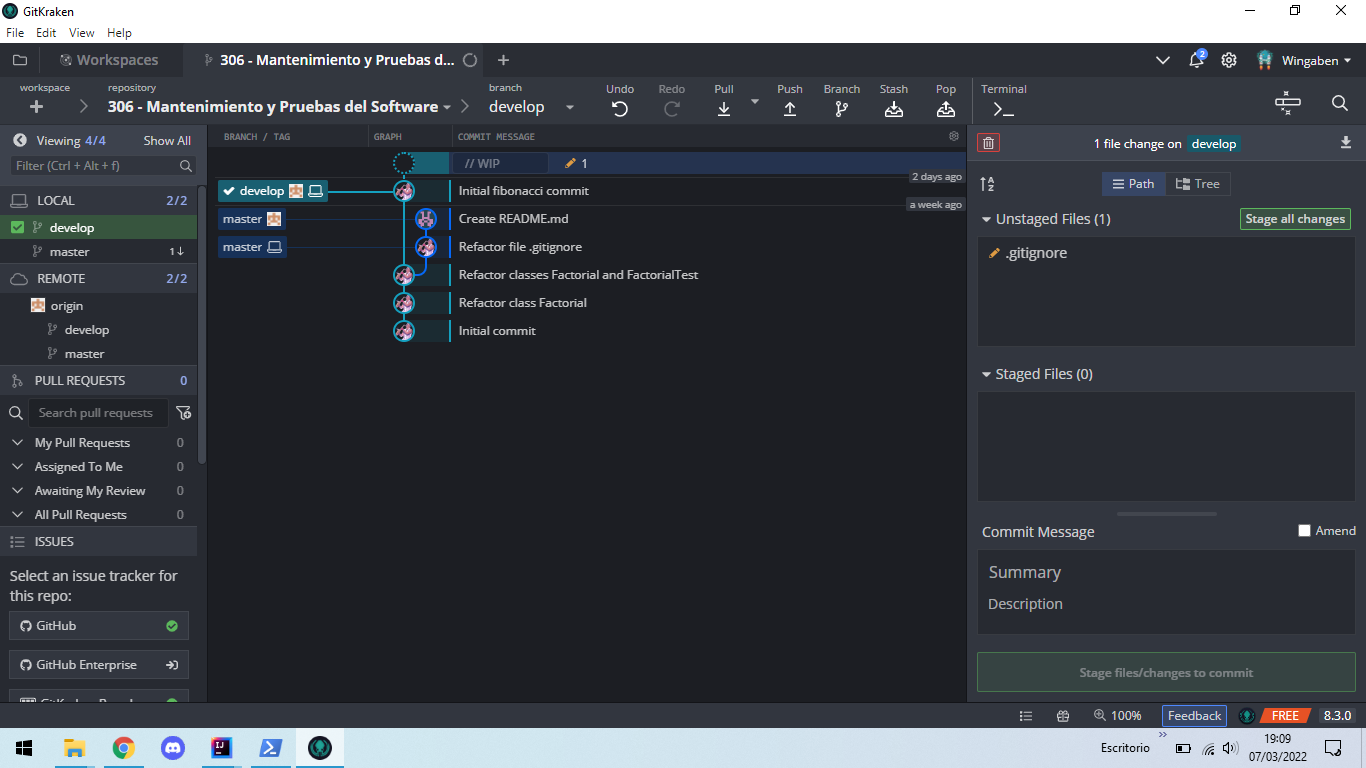 GitKraken
File Edit View Help
Workspaces
306 - Mantenimiento y Pruebas d...
2
Wingaben
workspace
repository
306 - Mantenimiento y Pruebas del Software
branch
develop
Undo
Redo
Pull
Push
Branch
Stash
Pop
Terminal
Viewing 4/4
Show All
Filter (Ctrl + Alt + f)
LOCAL 2/2
develop
master 1↓
REMOTE 2/2
origin
develop
master
PULL REQUESTS 0
Search pull requests
My Pull Requests 0
Assigned To Me 0
Awaiting My Review 0
All Pull Requests 0
ISSUES
Select an issue tracker for
this repo:
GitHub
GitHub Enterprise
BRANCH / TAG GRAPH COMMIT MESSAGE
// WIP 1
2 days ago
develop Initial fibonacci commit
a week ago
master Create README.md
master Refactor file .gitignore
Refactor classes Factorial and FactorialTest
Refactor class Factorial
Initial commit
1 file change on develop
Path Tree
Unstaged Files (1)
Stage all changes
.gitignore
Staged Files (0)
Commit Message
Amend
Summary
Description
Stage files/changes to commit
100%
Feedback
FREE
8.3.0
Escritorio
19:09
07/03/2022